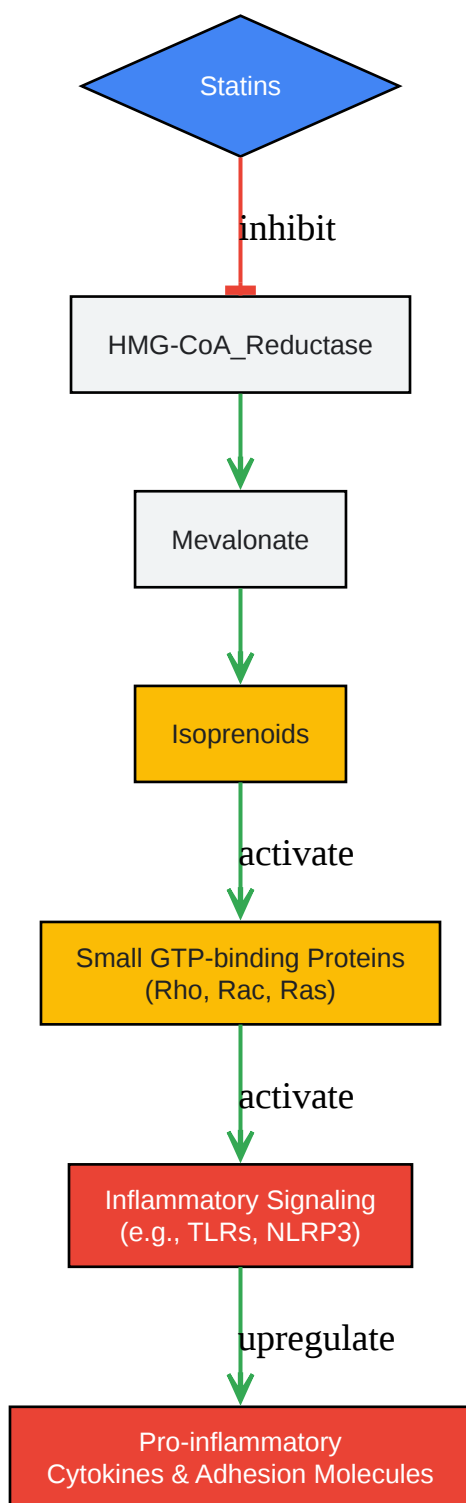 Statins
inhibit
HMG-CoA_Reductase
Mevalonate
Isoprenoids
activate
Small GTP-binding Proteins
(Rho, Rac, Ras)
activate
Inflammatory Signaling
(e.g., TLRs, NLRP3)
upregulate
Pro-inflammatory
Cytokines & Adhesion Molecules